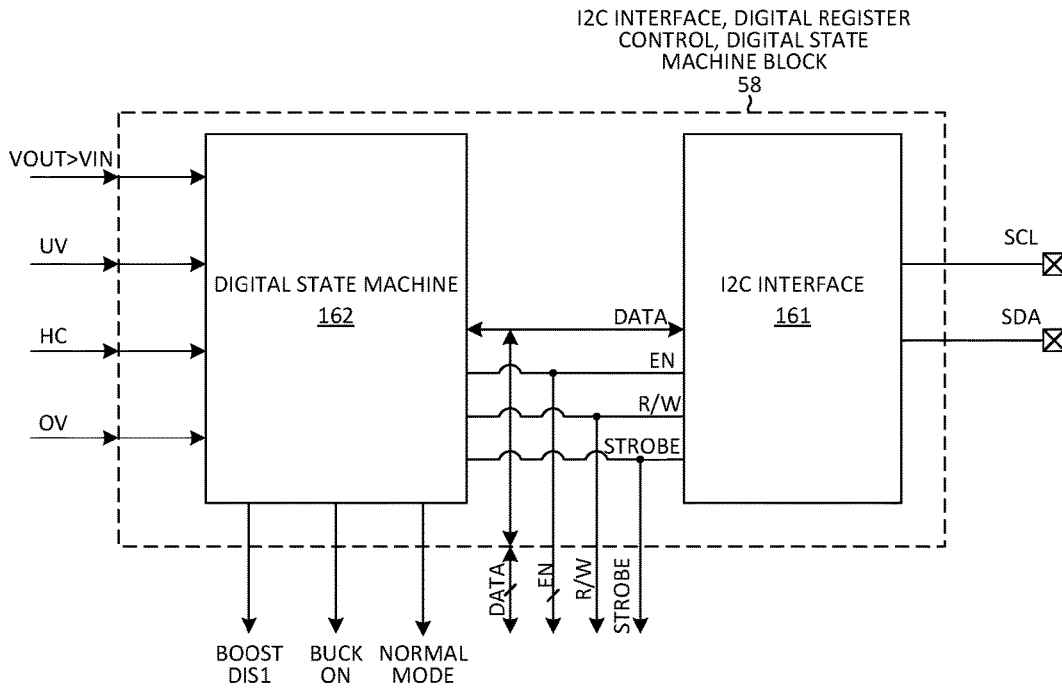 I2C INTERFACE, DIGITAL REGISTER
CONTROL, DIGITAL STATE
MACHINE BLOCK
58
VOUT>VIN
UV
HC
OV
DIGITAL STATE MACHINE
162
I2C INTERFACE
161
SCL
SDA
DATA
EN
R/W
STROBE
DATA
EN
R/W
STROBE
BOOST
DIS1
BUCK
ON
NORMAL
MODE